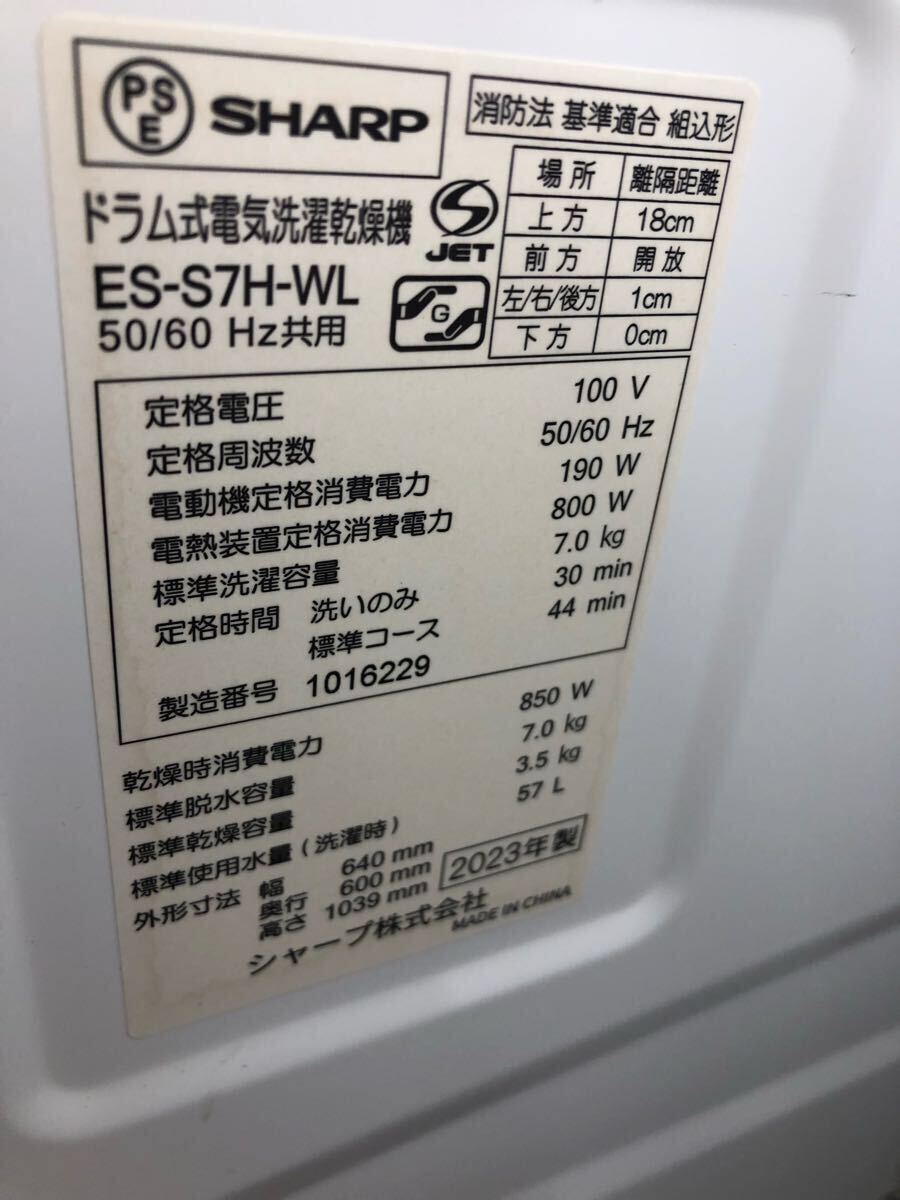 PSE SHARP
消防法 基準適合 組込形
場所 離隔距離
上方 18cm
前方 開放
左/右/後方 1cm
下方 0cm
ドラム式電気洗濯乾燥機
S JET
ES-S7H-WL
G
50/60 Hz共用
定格電圧 100 V
定格周波数 50/60 Hz
電動機定格消費電力 190 W
電熱装置定格消費電力 800 W
標準洗濯容量 7.0 kg
定格時間 洗いのみ 30 min
標準コース 44 min
製造番号 1016229
乾燥時消費電力 850 W
標準脱水容量 7.0 kg
標準乾燥容量 3.5 kg
標準使用水量(洗濯時) 57 L
外形寸法 幅 640 mm
奥行 600 mm
高さ 1039 mm
2023年製
シャープ株式会社
MADE IN CHINA